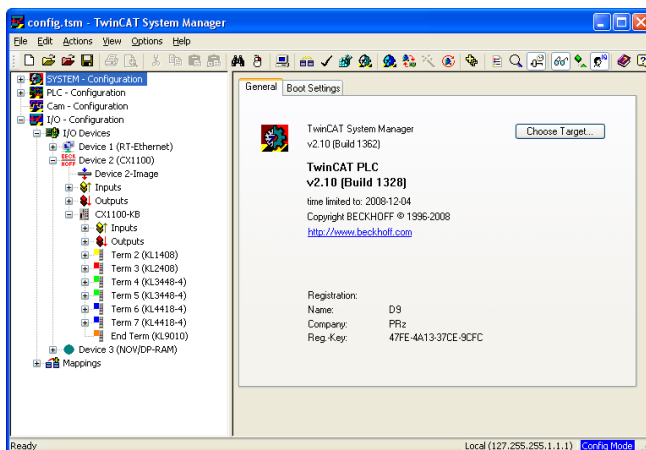 config.tsm - TwinCAT System Manager
File Edit Actions View Options Help
SYSTEM - Configuration
PLC - Configuration
Cam - Configuration
I/O - Configuration
I/O Devices
Device 1 (RT-Ethernet)
BECK
HOFF
Device 2 (CX1100)
Device 2-Image
Inputs
Outputs
CX1100-KB
Inputs
Outputs
Term 2 (KL1408)
Term 3 (KL2408)
Term 4 (KL3448-4)
Term 5 (KL3448-4)
Term 6 (KL4418-4)
Term 7 (KL4418-4)
End Term (KL9010)
Device 3 (NOV/DP-RAM)
Mappings
General Boot Settings
TwinCAT System Manager
v2.10 (Build 1362)
Choose Target...
TwinCAT PLC
v2.10 (Build 1328)
time limited to: 2008-12-04
Copyright BECKHOFF © 1996-2008
http://www.beckhoff.com
Registration:
Name: D9
Company: PRz
Reg.-Key: 47FE-4A13-37CE-9CFC
Ready Local (127.255.255.1.1.1) Config Mode